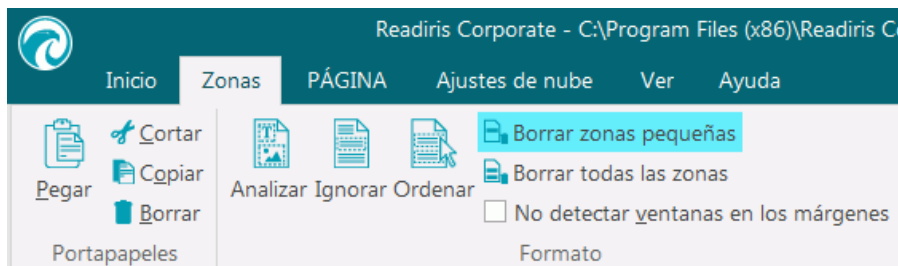 Readiris Corporate - C:\Program Files (x86)\Readiris C
Inicio Zonas PÁGINA Ajustes de nube Ver Ayuda
Pegar
Cortar
Copiar
Borrar
Portapapeles
Analizar Ignorar Ordenar
Borrar zonas pequeñas
Borrar todas las zonas
No detectar ventanas en los márgenes
Formato